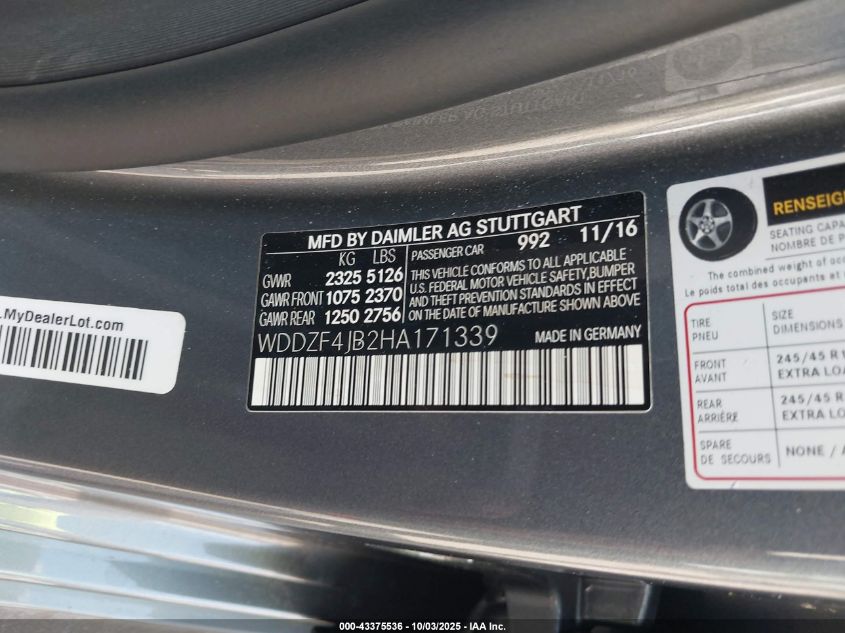 MFD BY DAIMLER AG STUTTGART
KG LBS
GVWR 2325 5126
GAWR FRONT 1075 2370
GAWR REAR 1250 2756
PASSENGER CAR 992 11/16
THIS VEHICLE CONFORMS TO ALL APPLICABLE
U.S. FEDERAL MOTOR VEHICLE SAFETY,BUMPER
AND THEFT PREVENTION STANDARDS IN EFFECT
ON THE DATE OF MANUFACTURE SHOWN ABOVE
WDDZF4JB2HA171339
MADE IN GERMANY
.MyDealerLot.com
RENSEIG
SEATING CAPA
NOMBRE DE P
The combined weight of occ
Le poids total des occupants et d
TIRE
PNEU
SIZE
DIMENSIONS
FRONT
AVANT
245/45 R
EXTRA LOA
REAR
ARRIÈRE
245/45 R
EXTRA LO
SPARE
DE SECOURS
NONE / A
000-43375536 - 10/03/2025 - IAA Inc.